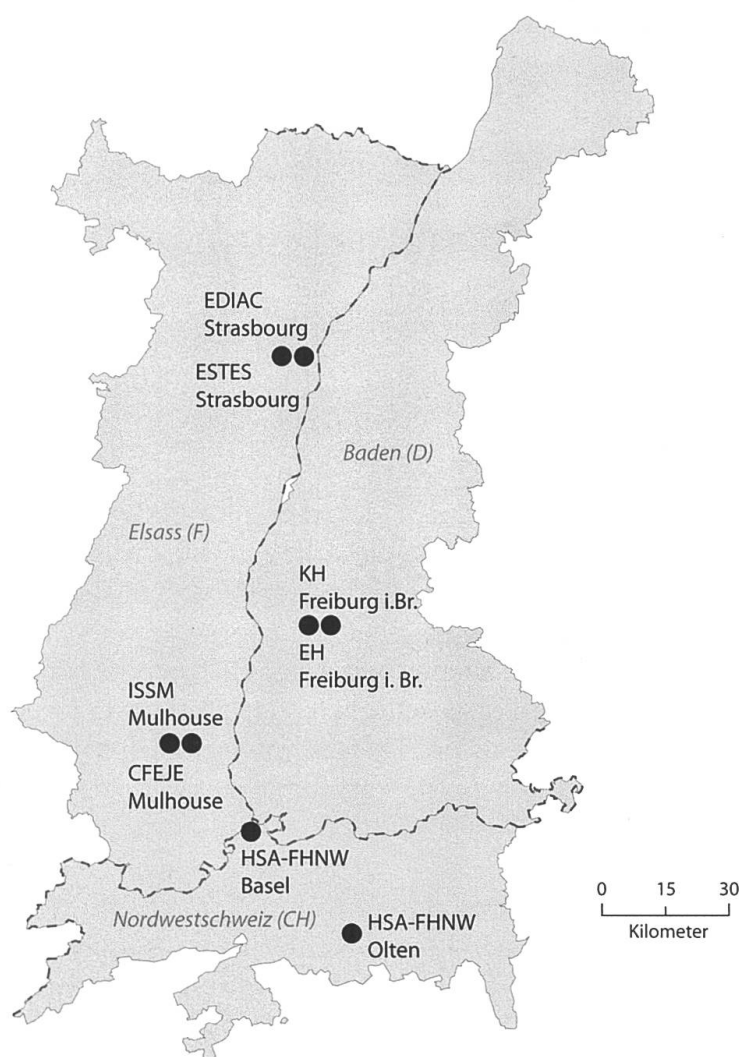 EDIAC
Strasbourg
ESTES
Strasbourg
Baden (D)
Elsass (F)
KH
Freiburg i.Br.
EH
Freiburg i. Br.
ISSM
Mulhouse
CFEJE
Mulhouse
HSA-FHNW
Basel
Nordwestschweiz (CH)
HSA-FHNW
Olten
0 15 30
Kilometer